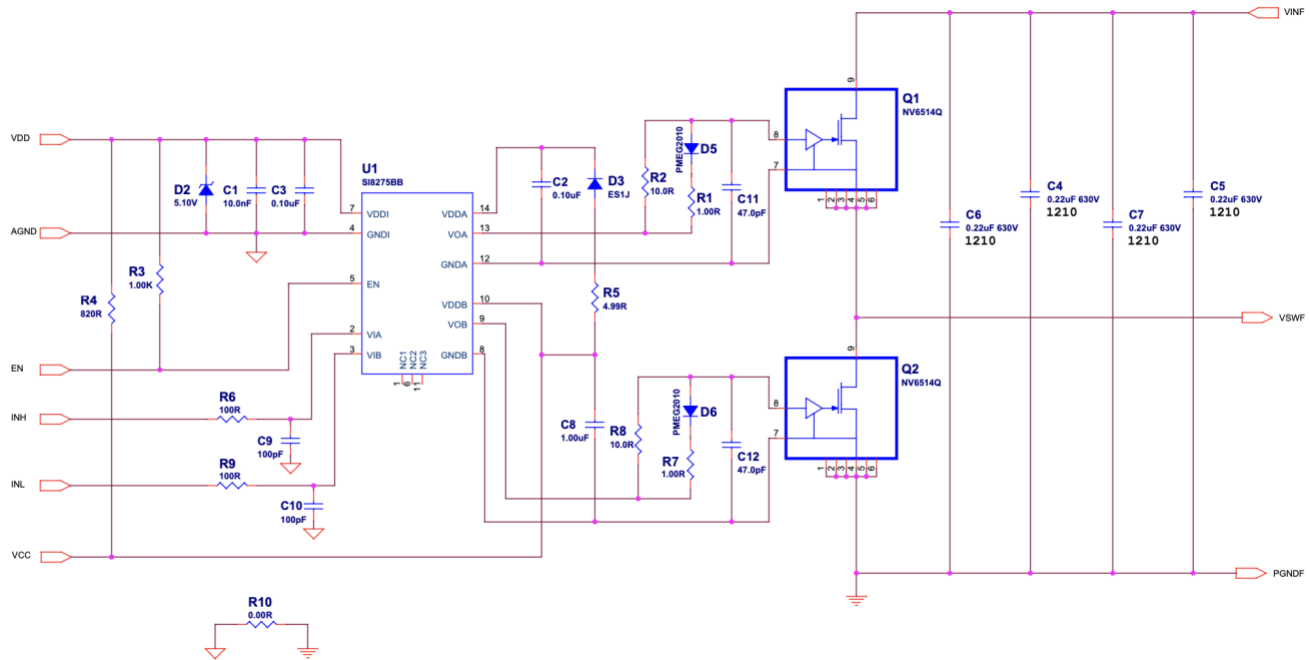 VINF
Q1
NV6514Q
9
8
7
1 2 3 4 5 6
VDD
AGND
D2
5.10V
C1
10.0nF
C3
0.10uF
U1
SI8275BB
7
VDDI
4
GNDI
5
EN
2
VIA
3
VIB
VDDA
14
VOA
13
GNDA
12
VDDB
10
VOB
9
GNDB
8
NC1
NC2
NC3
1
6
11
C2
0.10uF
D3
ES1J
R5
4.99R
R2
10.0R
PMEG2010
D5
R1
1.00R
C11
47.0pF
C6
0.22uF 630V
1210
C4
0.22uF 630V
1210
C7
0.22uF 630V
1210
C5
0.22uF 630V
1210
R3
1.00K
R4
820R
EN
INH
R6
100R
C9
100pF
INL
R9
100R
C10
100pF
VCC
C8
1.00uF
R8
10.0R
PMEG2010
D6
R7
1.00R
C12
47.0pF
VSWF
Q2
NV6514Q
9
8
7
1 2 3 4 5 6
PGNDF
R10
0.00R